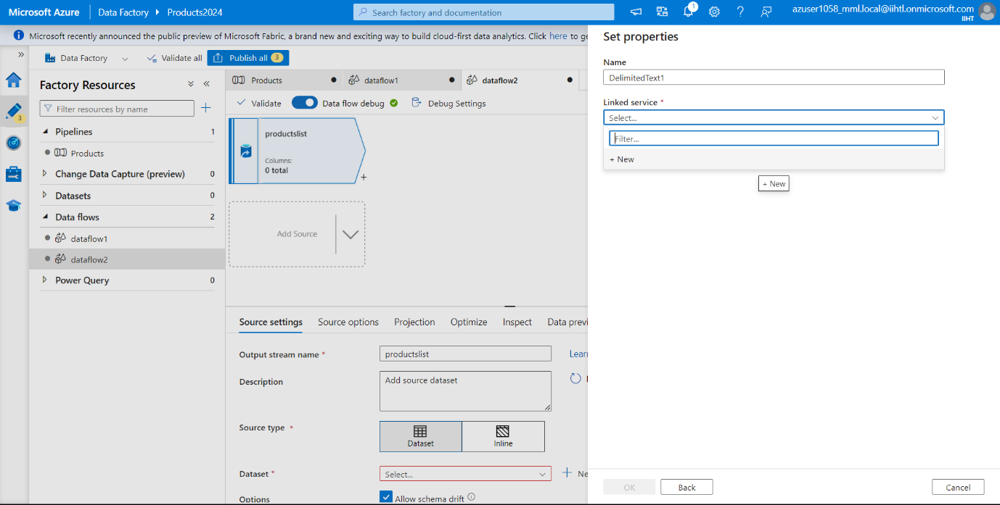 Microsoft Azure
Data Factory
Products2024
Search factory and documentation
1
azuser1058_mml.local@iihtl.onmicrosoft.com
IIHT
Microsoft recently announced the public preview of Microsoft Fabric, a brand new and exciting way to build cloud-first data analytics. Click here to ge
Data Factory
Validate all
Publish all 3
3
Factory Resources
Filter resources by name
Pipelines 1
Products
Change Data Capture (preview) 0
Datasets 0
Data flows 2
dataflow1
dataflow2
Power Query 0
Products
dataflow1
dataflow2
Validate
Data flow debug
Debug Settings
productslist
Columns:
0 total
+
Add Source
Source settings
Source options
Projection
Optimize
Inspect
Data previ
Output stream name *
productslist
Lear
Description
Add source dataset
Source type *
Dataset
Inline
Dataset *
Select...
Ne
Options
Allow schema drift
Set properties
Name
DelimitedText1
Linked service *
Select...
Filter...
+ New
+ New
OK
Back
Cancel